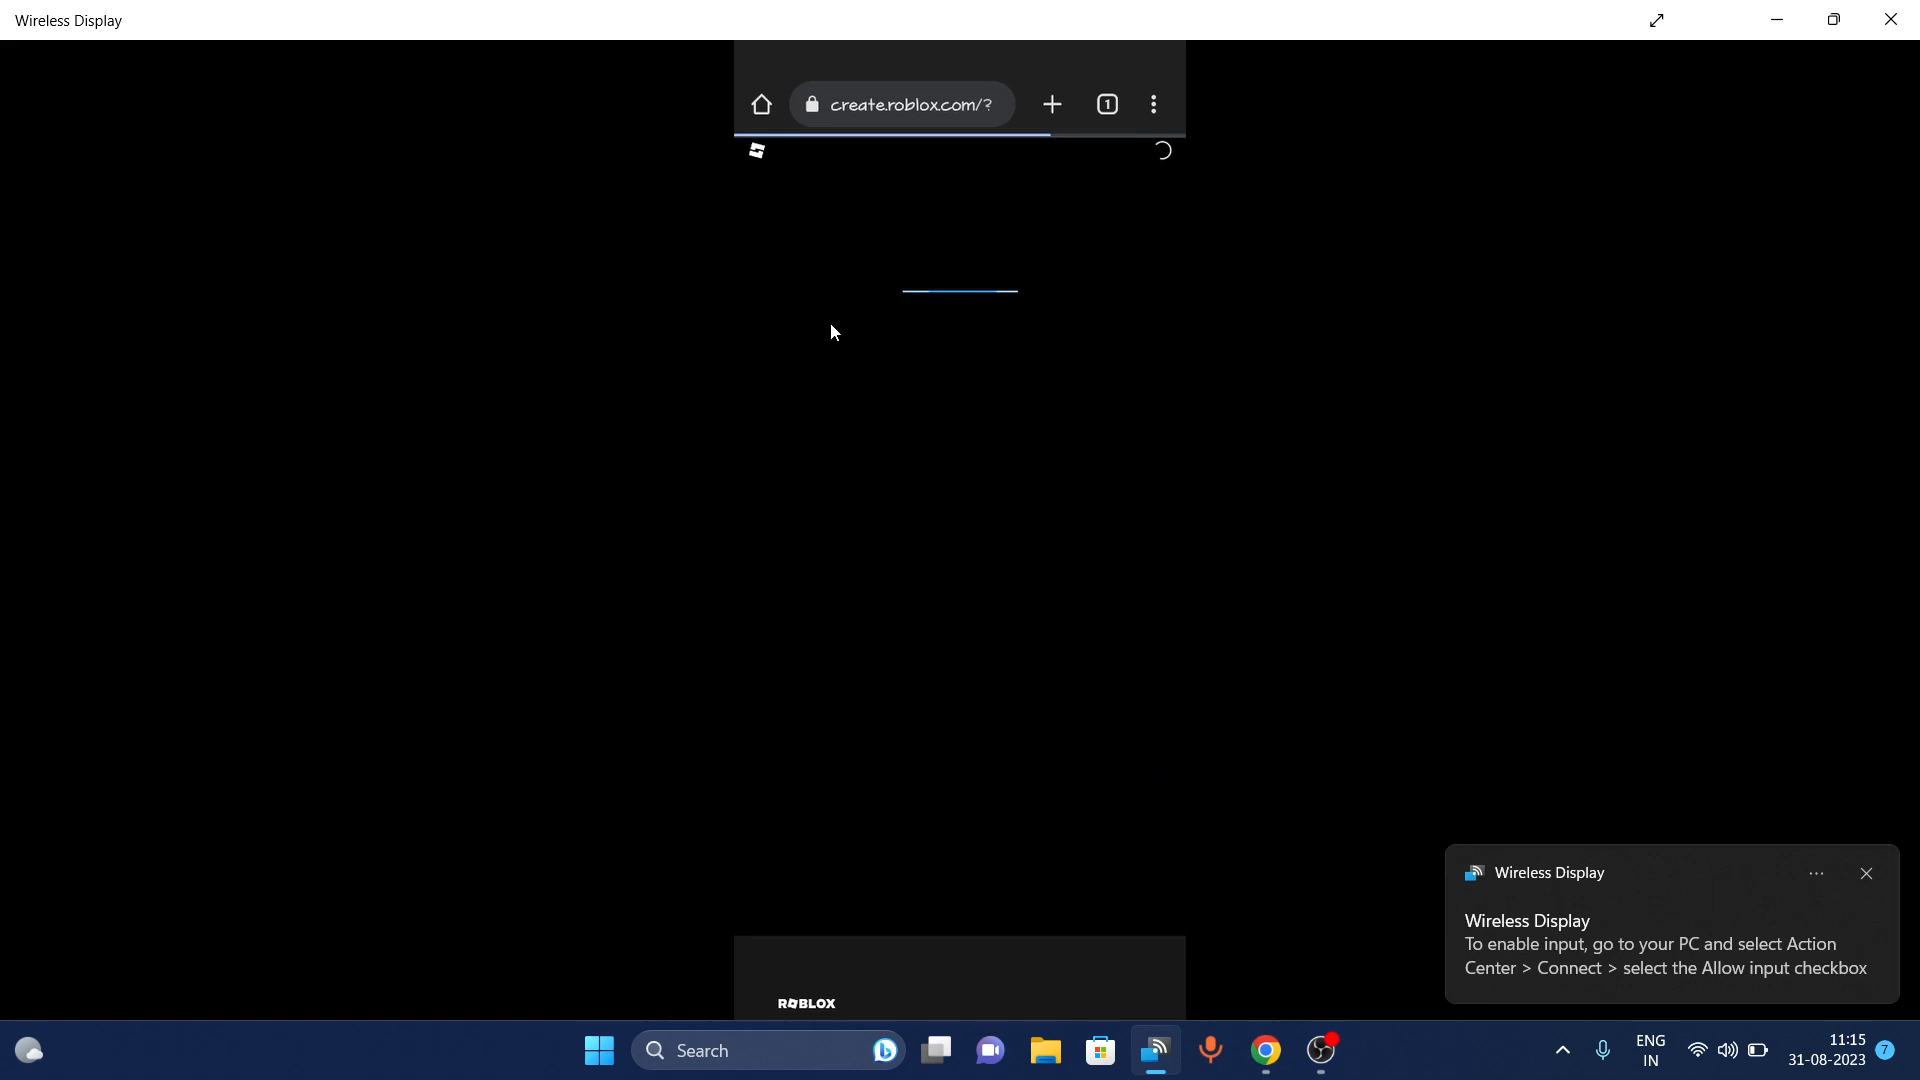 Wireless Display
create.roblox.com/?
1
Wireless Display
Wireless Display
To enable input, go to your PC and select Action
Center > Connect > select the Allow input checkbox
ROBLOX
Search
ENG
IN
11:15
31-08-2023
7